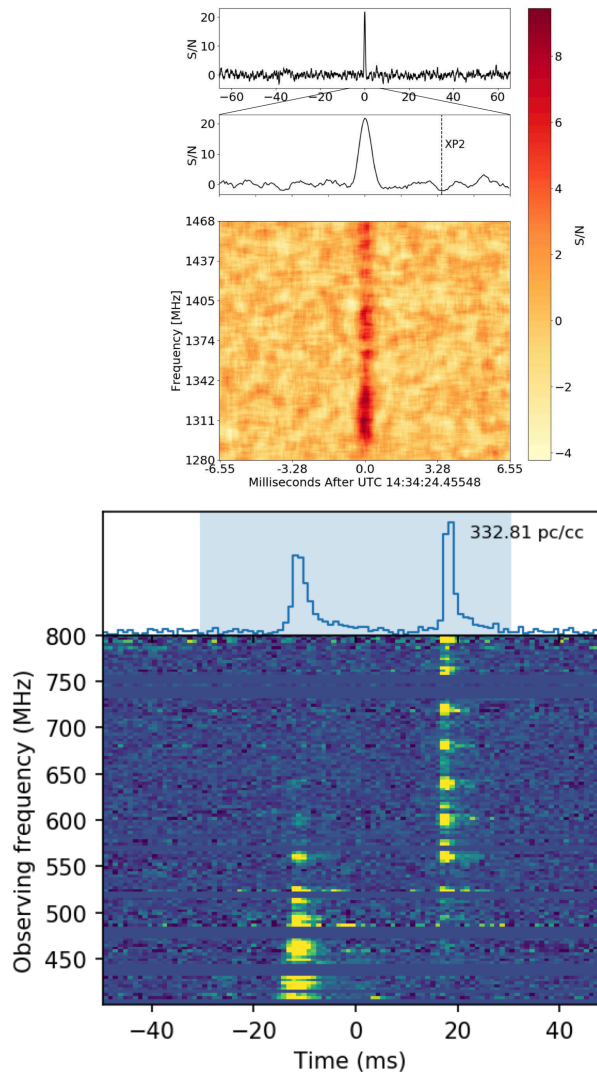 20
S/N
0
−60 −40 −20 0 20 40 60
20
S/N
0
XP2
1468
1437
1405
1374
1342
1311
1280
Frequency [MHz]
-6.55 -3.28 0.0 3.28 6.55
Milliseconds After UTC 14:34:24.45548
8
6
4
2
0
−2
−4
S/N
332.81 pc/cc
800
750
700
650
600
550
500
450
Observing frequency (MHz)
−40 −20 0 20 40
Time (ms)